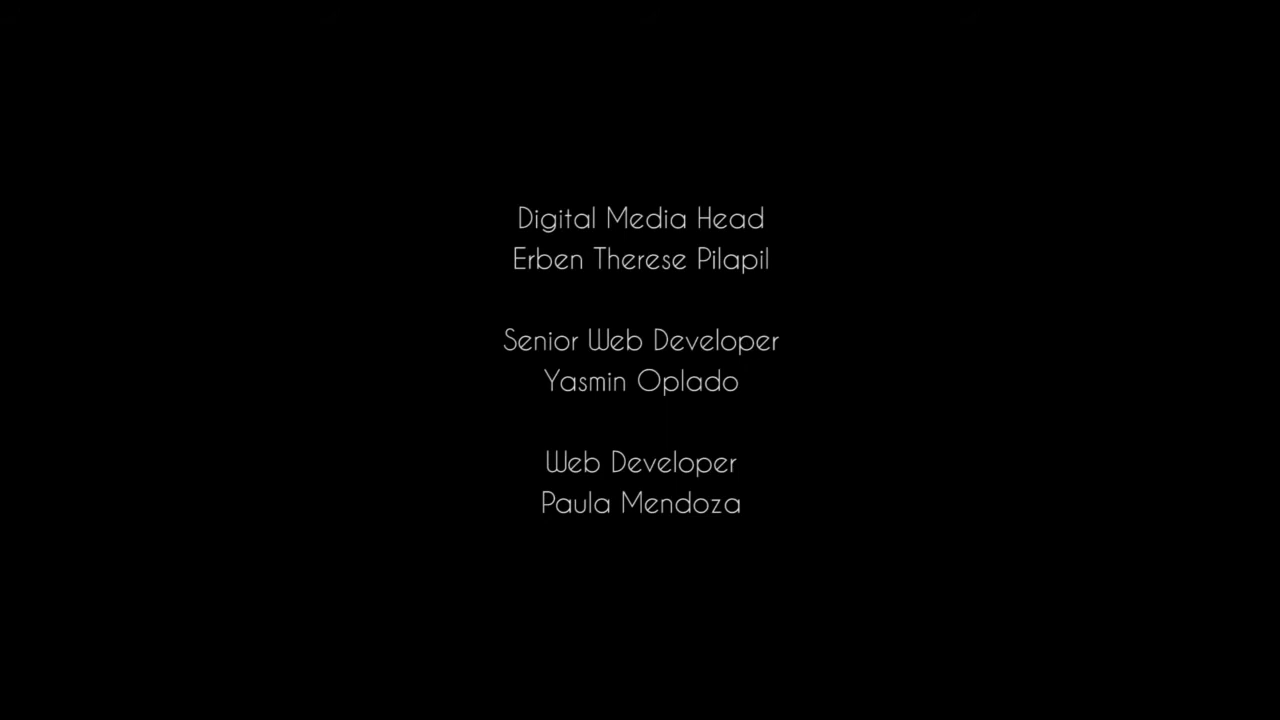 Digital Media Head
Erben Therese Pilapil
Senior Web Developer
Yasmin Oplado
Web Developer
Paula Mendoza